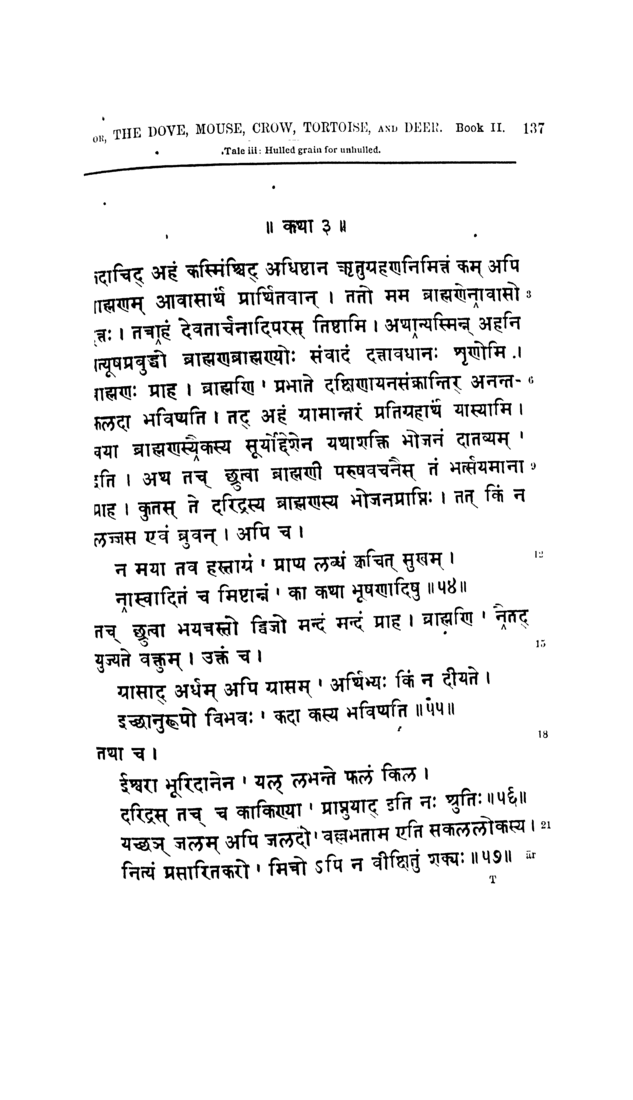 OR, THE DOVE, MOUSE, CROW, TORTOISE, AND DEER. Book II. 137
Tale iii: Hulled grain for unhulled.
॥ कथा ३ ॥
दाचिद् अहं कस्मिंश्चिद् अधिष्ठान ऋतुग्रहणनिमित्तं कम् अपि
ाह्मणम् आवासार्थं प्रार्थितवान् । ततो मम ब्राह्मणेनावासो 3
त्तः । तत्राहं देवतार्चनादिपरस् तिष्ठामि । अथान्यस्मिन्न् अहनि
त्यूषप्रबुद्धो ब्राह्मणब्राह्मण्योः संवादं दत्तावधानः शृणोमि ।
ाह्मणः प्राह । ब्राह्मणि ' प्रभाते दक्षिणायनसंक्रान्तिर् अनन्त- 6
फलदा भविष्यति । तद् अहं ग्रामान्तरं प्रतिग्रहार्थं यास्यामि ।
वया ब्राह्मणस्यैकस्य सूर्योद्देशेन यथाशक्ति भोजनं दातव्यम् '
इति । अथ तच् छ्रुत्वा ब्राह्मणी परुषवचनैस् तं भर्त्सयमाना 9
प्राह । कुतस् ते दरिद्रस्य ब्राह्मणस्य भोजनप्राप्तिः । तत् किं न
लज्जस एवं ब्रुवन् । अपि च ।
न मया तव हस्ताग्रं ' प्राप्य लब्धं क्वचित् सुखम् । 12
नास्वादितं च मिष्टान्नं ' का कथा भूषणादिषु ॥५४॥
तच् छ्रुत्वा भयत्रस्तो द्विजो मन्दं मन्दं प्राह । ब्राह्मणि ' नैतद्
युज्यते वक्तुम् । उक्तं च । 15
ग्रासाद् अर्धम् अपि ग्रासम् ' अर्थिभ्यः किं न दीयते ।
इच्छानुरूपो विभवः ' कदा कस्य भविष्यति ॥५५॥
तथा च । 18
ईश्वरा भूरिदानेन ' यल् लभन्ते फलं किल ।
दरिद्रस् तच् च काकिण्या ' प्राप्नुयाद् इति नः श्रुतिः ॥५६॥
यच्छञ् जलम् अपि जलदो ' वल्लभताम् एति सकललोकस्य । 21
नित्यं प्रसारितकरो ' मित्रो ऽपि न वीक्षितुं शक्यः ॥५७॥ är
T